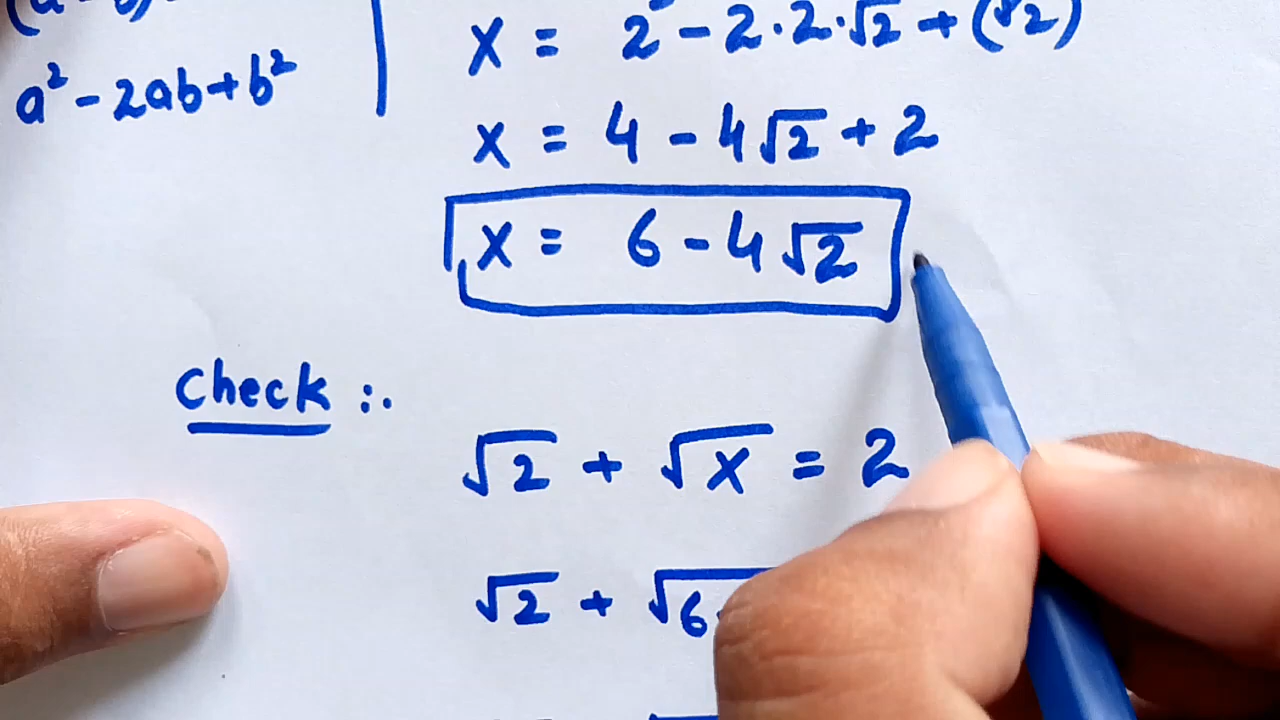 a² - 2ab + b²
x = 2² - 2·2·√2 + (√2)
x = 4 - 4√2 + 2
x = 6 - 4√2
Check :.
√2 + √x = 2
√2 + √6